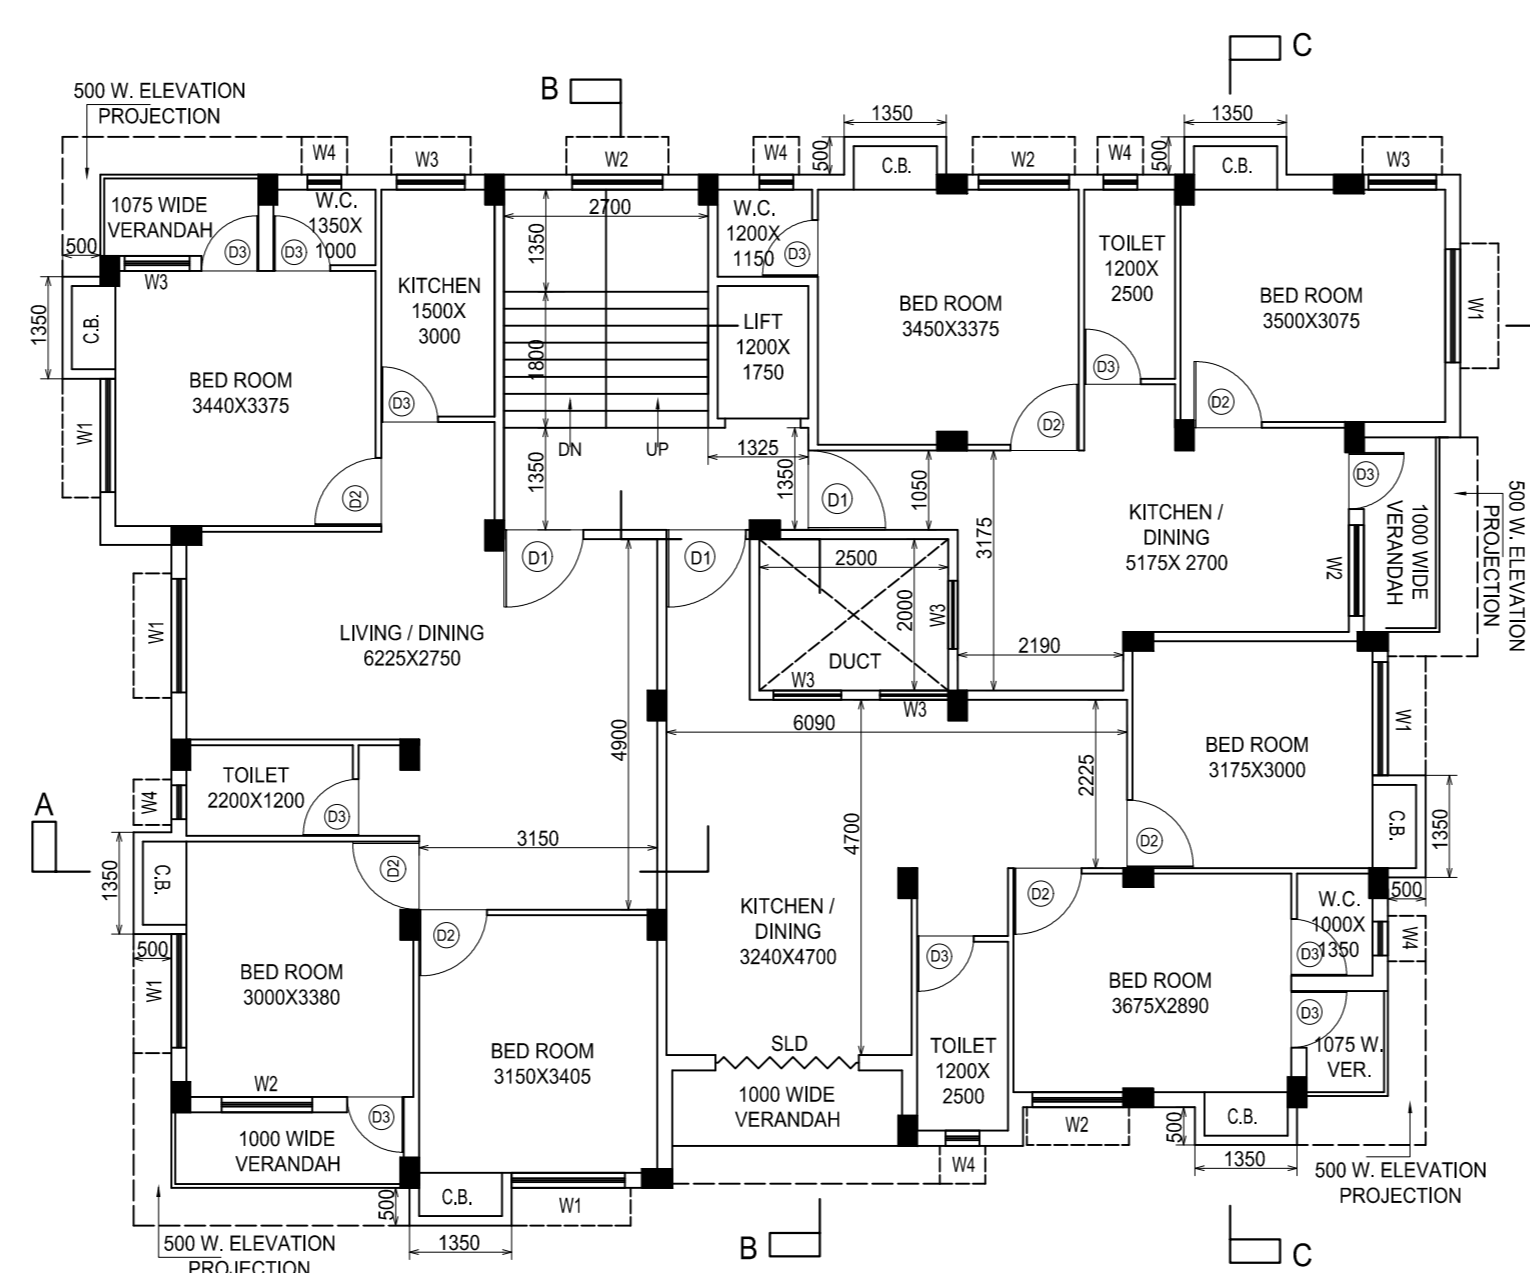 C
B
500 W. ELEVATION
PROJECTION
1350
1350
W4
W3
W2
W4
500
C.B.
W2
W4
500
C.B.
W3
1075 WIDE
VERANDAH
D3
500
W.C.
1350X
1000
D3
W3
KITCHEN
1500X
3000
D3
2700
1350
1800
DN
UP
1350
W.C.
1200X
1150
D3
LIFT
1200X
1750
1325
1350
BED ROOM
3450X3375
D2
TOILET
1200X
2500
D3
BED ROOM
3500X3075
D2
W1
1350
C.B.
BED ROOM
3440X3375
W1
D2
D1
1050
3175
KITCHEN /
DINING
5175X 2700
D3
W2
1000 WIDE
VERANDAH
500 W. ELEVATION
PROJECTION
D1
D1
2500
2000
W3
DUCT
W3
W3
2190
W1
LIVING / DINING
6225X2750
4900
6090
2225
BED ROOM
3175X3000
W1
D2
C.B.
1350
W4
TOILET
2200X1200
D3
A
3150
4700
1350
C.B.
D2
D2
500
W1
BED ROOM
3000X3380
W2
D3
1000 WIDE
VERANDAH
BED ROOM
3150X3405
KITCHEN /
DINING
3240X4700
SLD
1000 WIDE
VERANDAH
D3
TOILET
1200X
2500
W4
D2
BED ROOM
3675X2890
W.C.
1000X
1350
D3
500
W4
D3
1075 W.
VER.
W2
500
C.B.
1350
500 W. ELEVATION
PROJECTION
500
C.B.
W1
1350
500 W. ELEVATION
PROJECTION
B
C